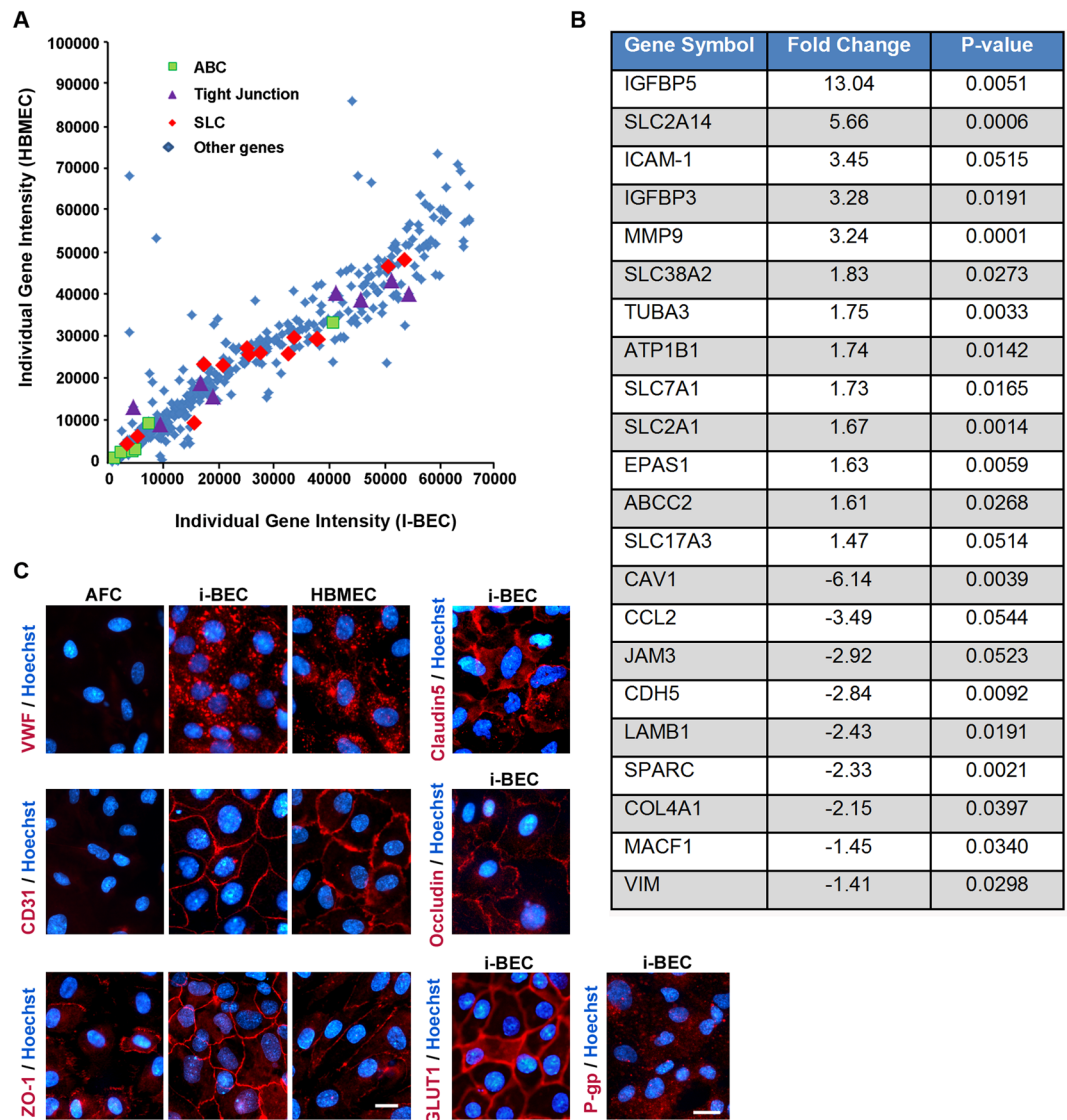 A
Individual Gene Intensity (HBMEC)
100000
90000
80000
70000
60000
50000
40000
30000
20000
10000
0
ABC
Tight Junction
SLC
Other genes
0 10000 20000 30000 40000 50000 60000 70000
Individual Gene Intensity (I-BEC)
B
Gene Symbol Fold Change P-value
IGFBP5 13.04 0.0051
SLC2A14 5.66 0.0006
ICAM-1 3.45 0.0515
IGFBP3 3.28 0.0191
MMP9 3.24 0.0001
SLC38A2 1.83 0.0273
TUBA3 1.75 0.0033
ATP1B1 1.74 0.0142
SLC7A1 1.73 0.0165
SLC2A1 1.67 0.0014
EPAS1 1.63 0.0059
ABCC2 1.61 0.0268
SLC17A3 1.47 0.0514
CAV1 -6.14 0.0039
CCL2 -3.49 0.0544
JAM3 -2.92 0.0523
CDH5 -2.84 0.0092
LAMB1 -2.43 0.0191
SPARC -2.33 0.0021
COL4A1 -2.15 0.0397
MACF1 -1.45 0.0340
VIM -1.41 0.0298
C
AFC i-BEC HBMEC i-BEC
VWF / Hoechst
Claudin5 / Hoechst
i-BEC
CD31 / Hoechst
Occludin / Hoechst
i-BEC i-BEC
ZO-1 / Hoechst
GLUT1 / Hoechst
P-gp / Hoechst